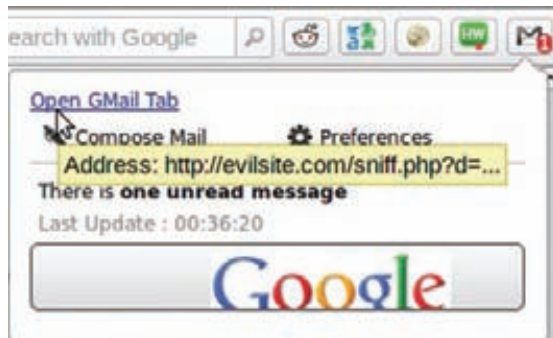 earch with Google
HW
1
Open GMail Tab
Compose Mail Preferences
Address: http://evilsite.com/sniff.php?d=...
There is one unread message
Last Update : 00:36:20
Google